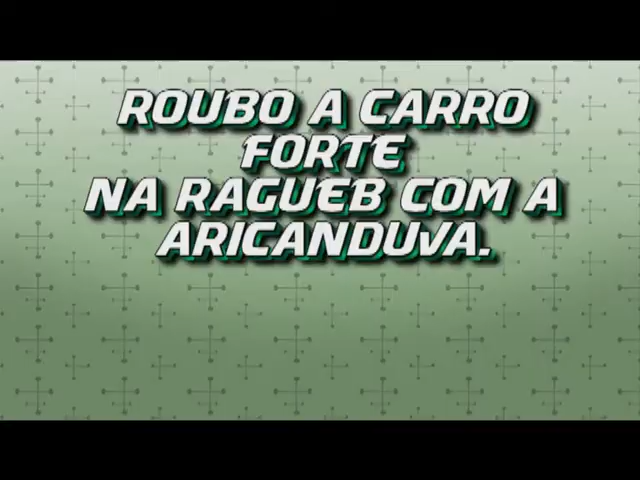 ROUBO A CARRO
FORTE
NA RAGUEB COM A
ARICANDUVA.